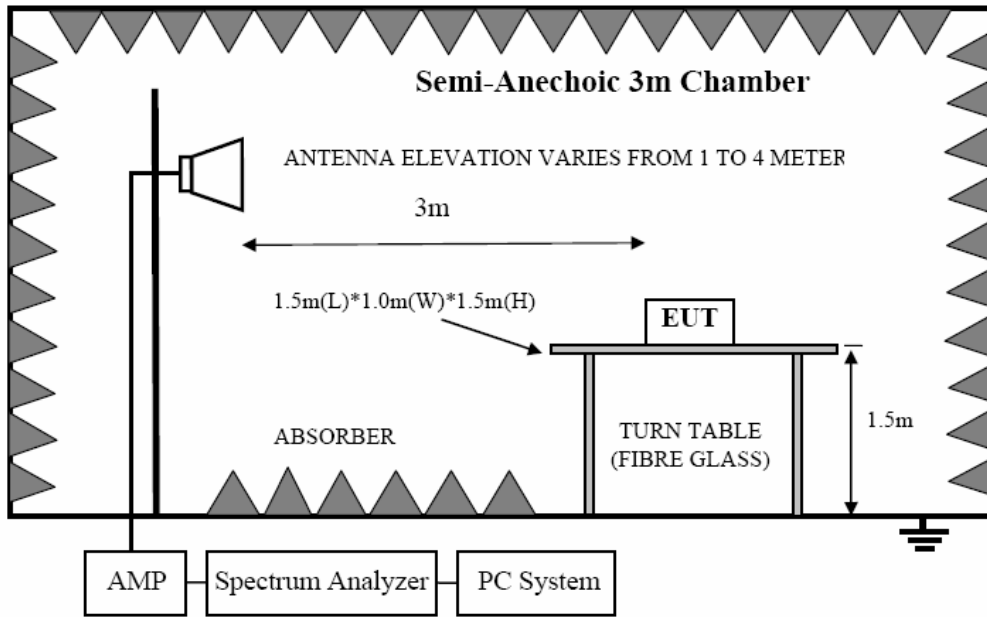 Semi-Anechoic 3m Chamber
ANTENNA ELEVATION VARIES FROM 1 TO 4 METER
3m
1.5m(L)*1.0m(W)*1.5m(H)
EUT
1.5m
ABSORBER
TURN TABLE
(FIBRE GLASS)
AMP
Spectrum Analyzer
PC System